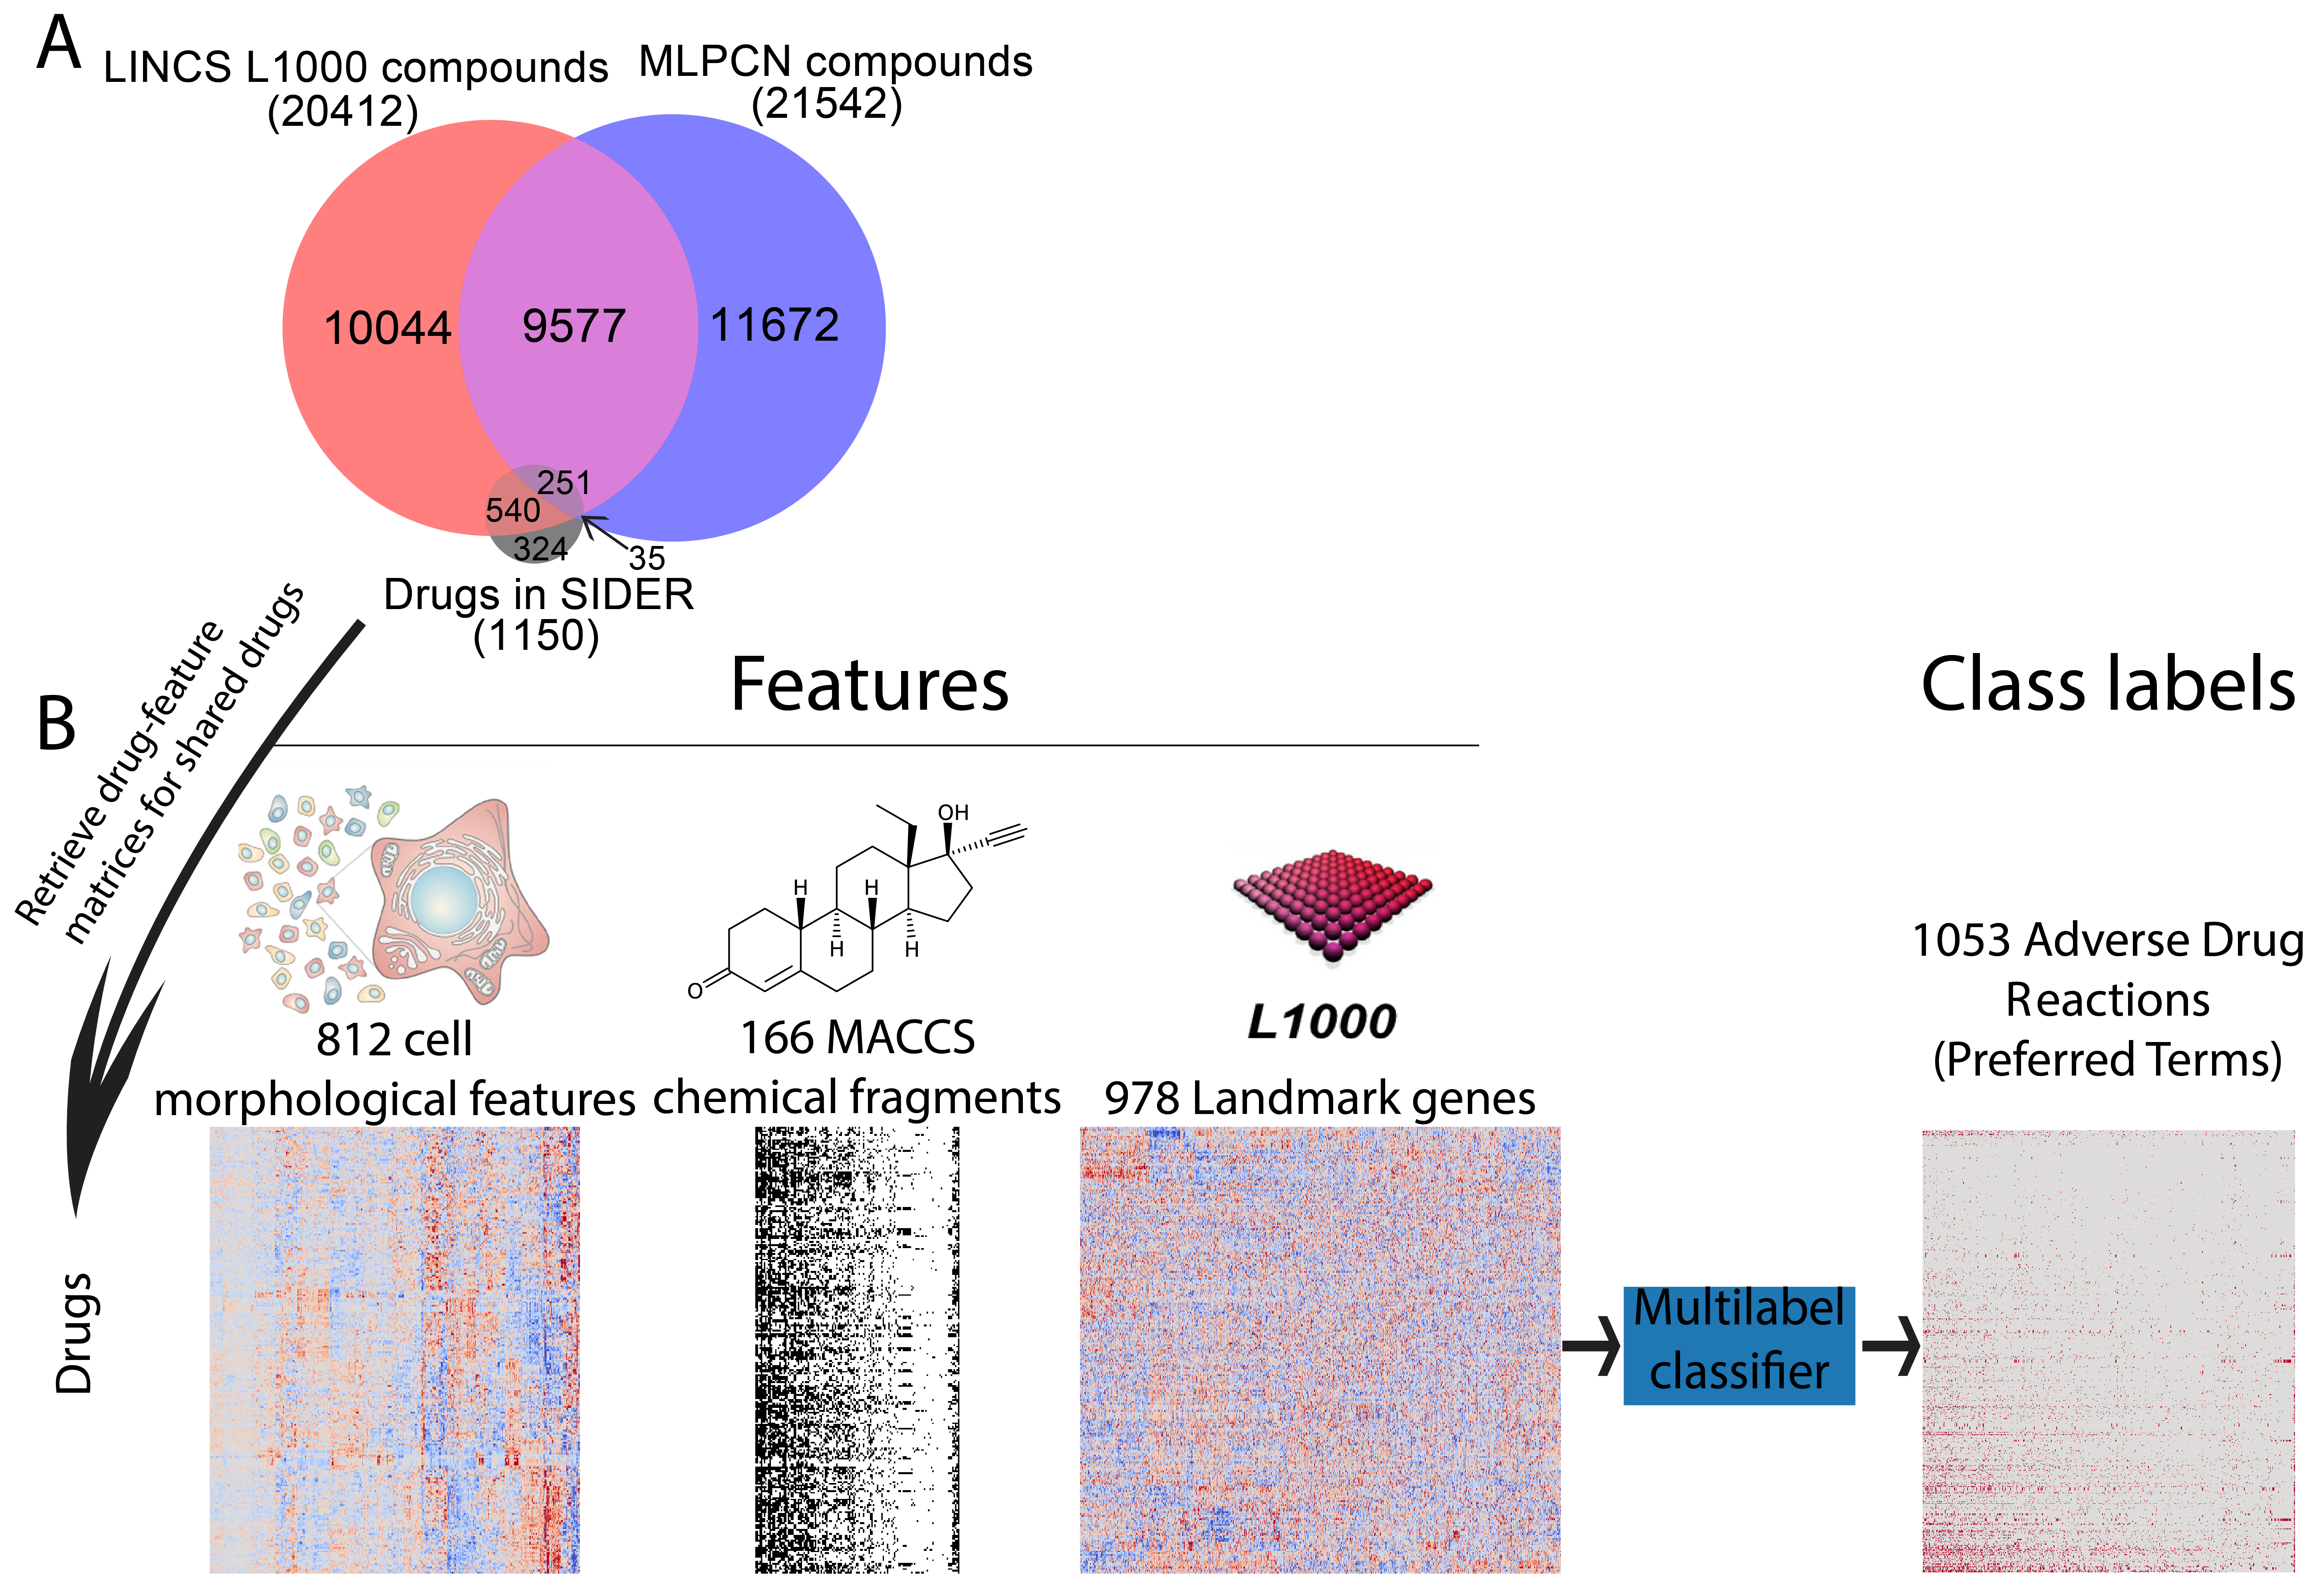 A
LINCS L1000 compounds
(20412)
MLPCN compounds
(21542)
10044
9577
11672
251
540
324
35
Drugs in SIDER
(1150)
Retrieve drug-feature
matrices for shared drugs
B
Features
Class labels
OH
H
H
H
H
O
L1000
812 cell
morphological features
166 MACCS
chemical fragments
978 Landmark genes
1053 Adverse Drug
Reactions
(Preferred Terms)
Drugs
Multilabel
classifier